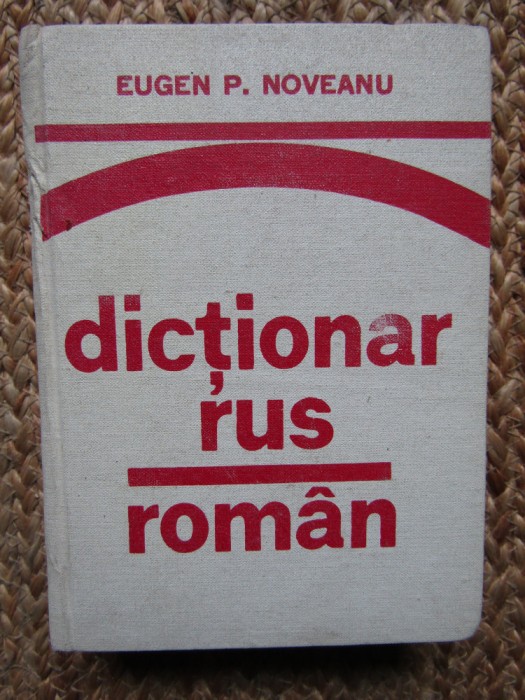 EUGEN P. NOVEANU
dicționar
rus
român